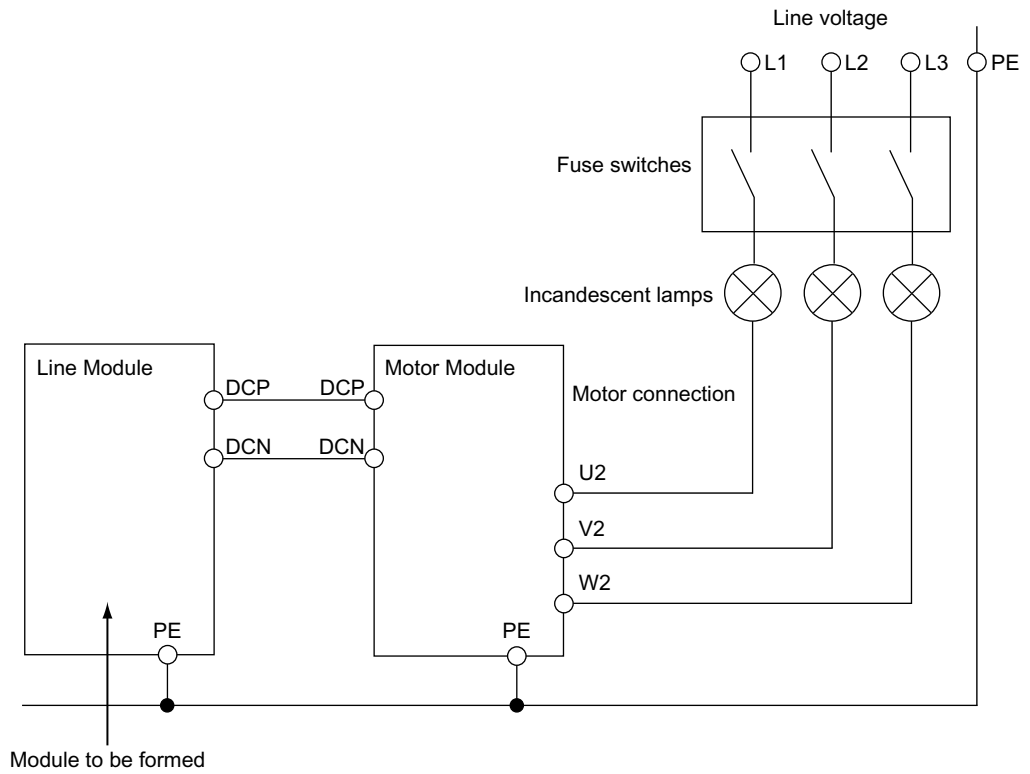 Line voltage
L1 L2 L3 PE
Fuse switches
Incandescent lamps
Line Module
Motor Module
DCP DCP
Motor connection
DCN DCN
U2
V2
W2
PE PE
Module to be formed